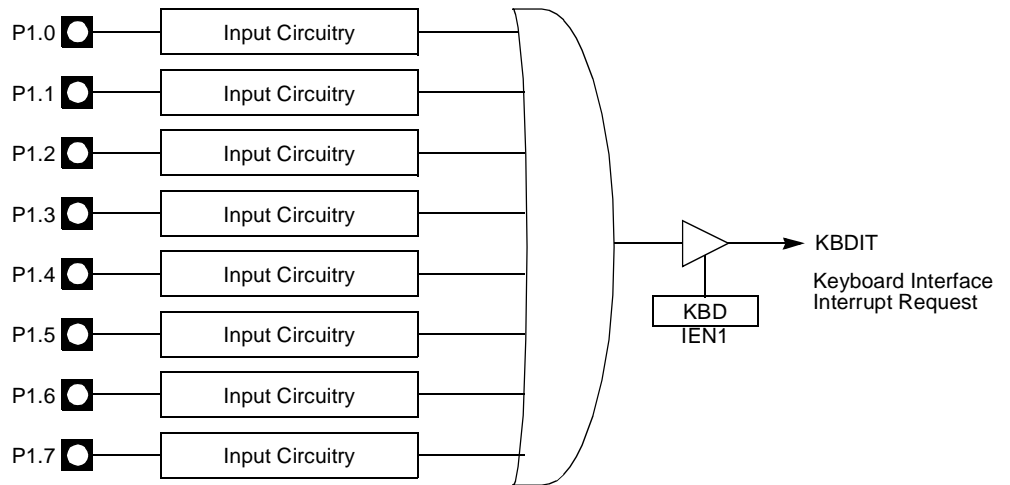 P1.0 Input Circuitry
P1.1 Input Circuitry
P1.2 Input Circuitry
P1.3 Input Circuitry
P1.4 Input Circuitry
P1.5 Input Circuitry
P1.6 Input Circuitry
P1.7 Input Circuitry
KBDIT
Keyboard Interface
Interrupt Request
KBD
IEN1